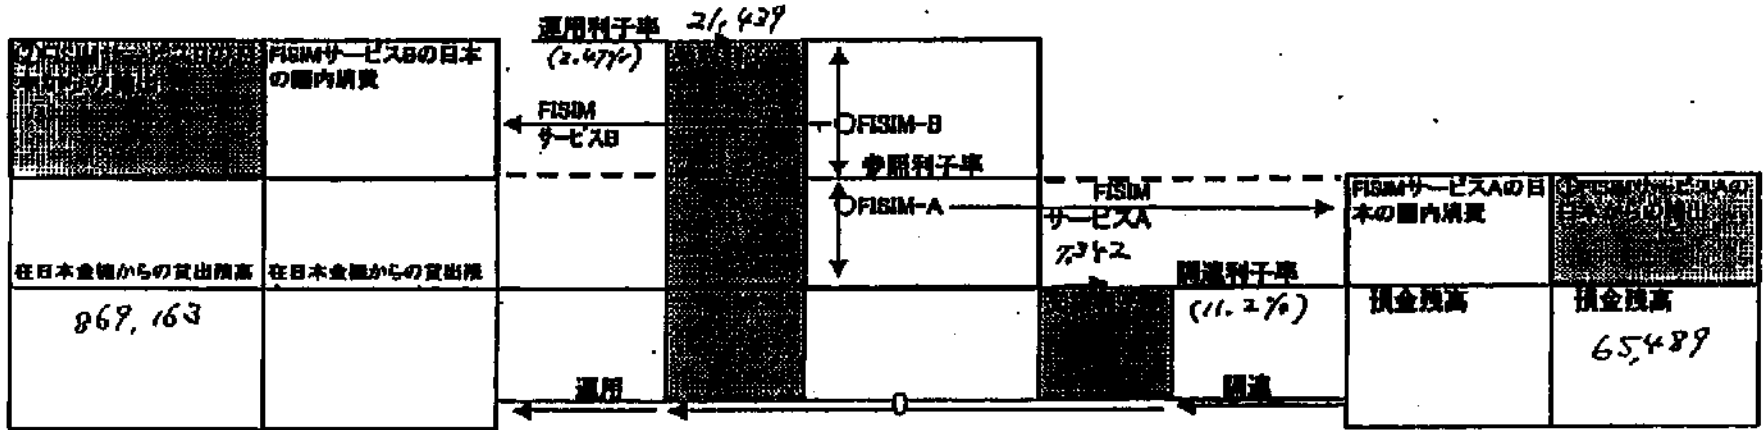 運用利子率
21,439
(2.47%)
FISIMサービスBの日本
の国内消費
FISIM
サービスB
FISIM-B
参照利子率
FISIM-A
FISIM
サービスA
7,342
FISIMサービスAの日
本の国内消費
在日本金融からの貸出残高
在日本金融からの貸出残
調達利子率
(11.2%)
預金残高
預金残高
869,163
65,489
運用
調達